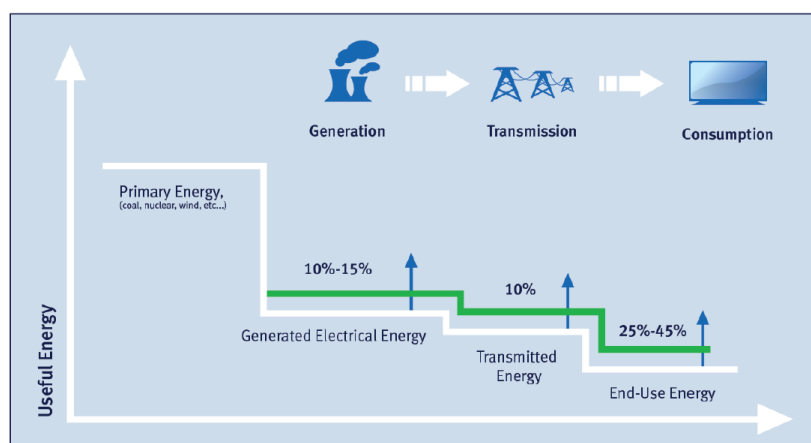 Generation
Transmission
Consumption
Primary Energy,
(coal, nuclear, wind, etc...)
10%-15%
10%
25%-45%
Generated Electrical Energy
Transmitted
Energy
End-Use Energy
Useful Energy